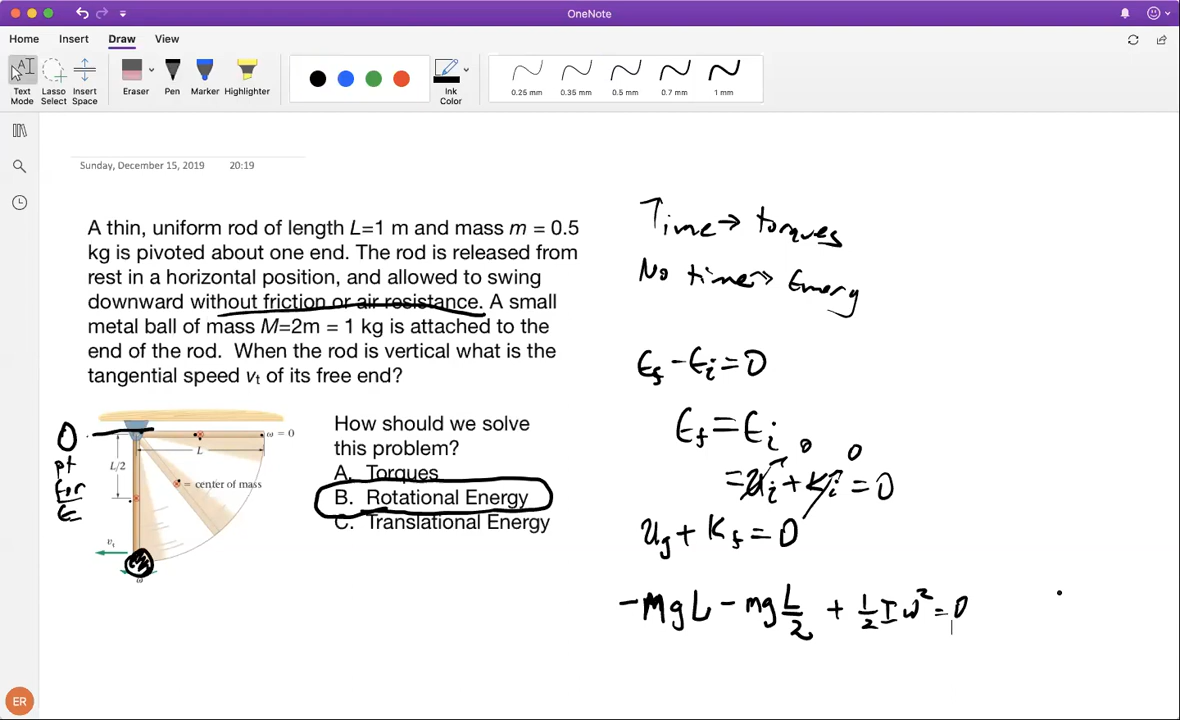 OneNote
Home Insert Draw View
Text Mode
Lasso Select
Insert Space
Eraser
Pen
Marker
Highlighter
Ink Color
0.25 mm 0.35 mm 0.5 mm 0.7 mm 1 mm
Sunday, December 15, 2019 20:19
A thin, uniform rod of length L=1 m and mass m = 0.5
kg is pivoted about one end. The rod is released from
rest in a horizontal position, and allowed to swing
downward without friction or air resistance. A small
metal ball of mass M=2m = 1 kg is attached to the
end of the rod. When the rod is vertical what is the
tangential speed vt of its free end?
How should we solve
this problem?
A. Torques
B. Rotational Energy
C. Translational Energy
0
pt
for
E
L/2
L
ω = 0
= center of mass
vt
ω
Time → torques
No time → Energy
Ef - Ei = 0
Ef = Ei
0 0
= Ui + Ki = 0
Uf + Kf = 0
-MgL - mg L/2 + 1/2 I ω² = 0
ER